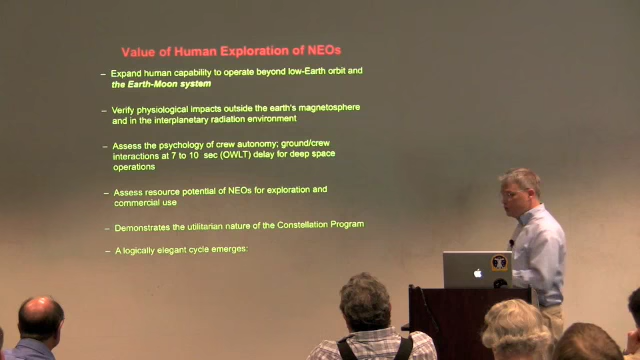 Value of Human Exploration of NEOs
– Expand human capability to operate beyond low-Earth orbit and
the Earth-Moon system
– Verify physiological impacts outside the earth's magnetosphere
and in the interplanetary radiation environment
– Assess the psychology of crew autonomy; ground/crew
interactions at 7 to 10 sec (OWLT) delay for deep space
operations
– Assess resource potential of NEOs for exploration and
commercial use
– Demonstrates the utilitarian nature of the Constellation Program
– A logically elegant cycle emerges: